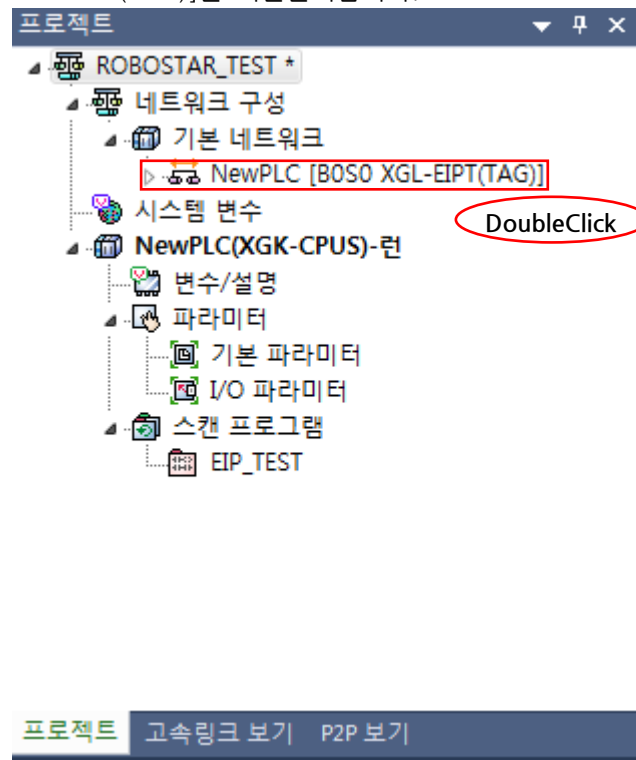 프로젝트
ROBOSTAR_TEST *
네트워크 구성
기본 네트워크
NewPLC [B0S0 XGL-EIPT(TAG)]
시스템 변수
DoubleClick
NewPLC(XGK-CPUS)-런
변수/설명
파라미터
기본 파라미터
I/O 파라미터
스캔 프로그램
EIP_TEST
프로젝트 고속링크 보기 P2P 보기